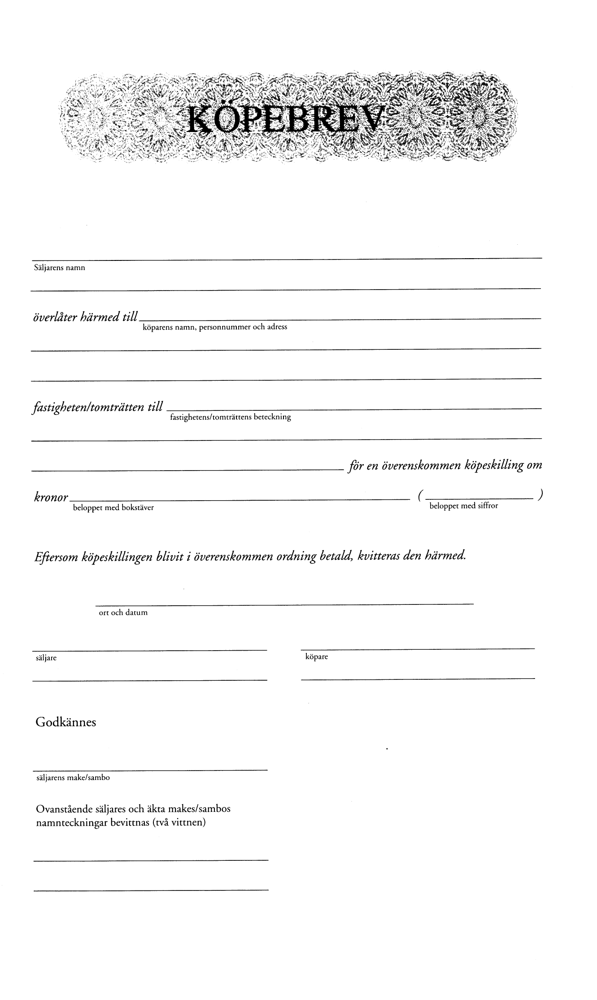 KÖPEBREV
Säljarens namn
överlåter härmed till
köparens namn, personnummer och adress
fastigheten/tomträtten till
fastighetens/tomträttens beteckning
för en överenskommen köpeskilling om
kronor ( )
beloppet med bokstäver beloppet med siffror
Eftersom köpeskillingen blivit i överenskommen ordning betald, kvitteras den härmed.
ort och datum
säljare köpare
Godkännes
säljarens make/sambo
Ovanstående säljares och äkta makes/sambos
namnteckningar bevittnas (två vittnen)